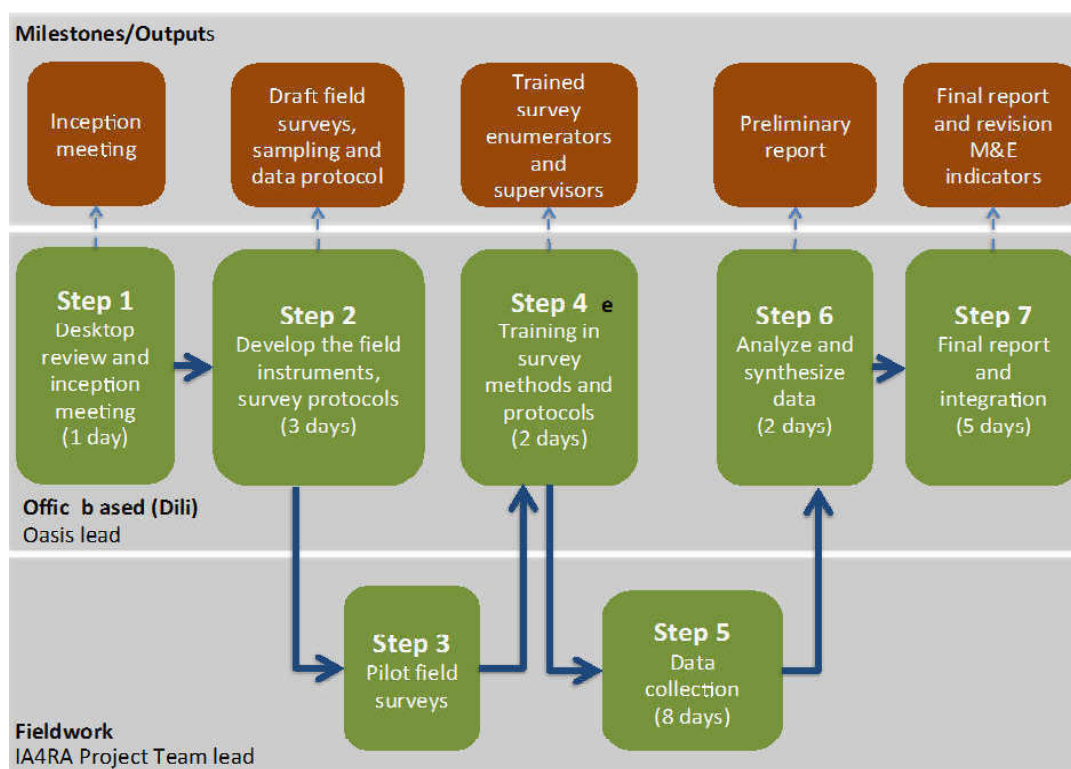 Milestones/Outputs
Inception
meeting
Draft field
surveys,
sampling and
data protocol
Trained
survey
enumerators
and
supervisors
Preliminary
report
Final report
and revision
M&E
indicators
Step 1
Desktop
review and
inception
meeting
(1 day)
Step 2
Develop the field
instruments,
survey protocols
(3 days)
Step 4 e
Training in
survey
methods and
protocols
(2 days)
Step 6
Analyze and
synthesize
data
(2 days)
Step 7
Final report
and
integration
(5 days)
Offic b ased (Dili)
Oasis lead
Step 3
Pilot field
surveys
Step 5
Data
collection
(8 days)
Fieldwork
IA4RA Project Team lead